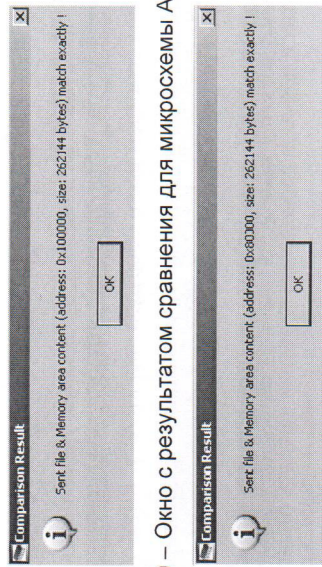 Comparison Result
Sent file & Memory area content (address: 0x100000, size: 262144 bytes) match exactly !
OK
– Окно с результатом сравнения для микросхемы A
Comparison Result
Sent file & Memory area content (address: 0x80000, size: 262144 bytes) match exactly !
OK